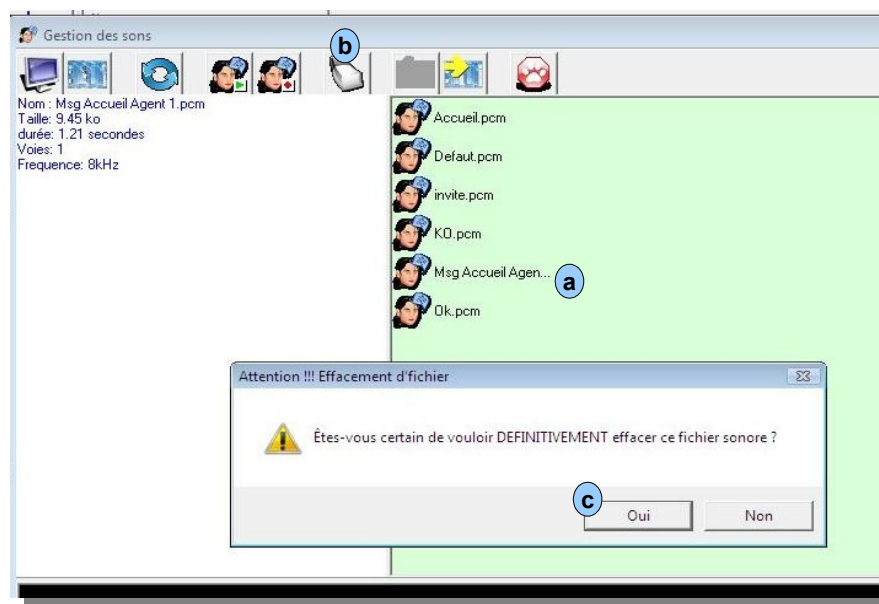 Gestion des sons
b
Nom : Msg Accueil Agent 1.pcm
Taille: 9.45 ko
durée: 1.21 secondes
Voies: 1
Frequence: 8kHz
Accueil.pcm
Defaut.pcm
invite.pcm
KO.pcm
Msg Accueil Agen...
a
Ok.pcm
Attention !!! Effacement d'fichier
Êtes-vous certain de vouloir DEFINITIVEMENT effacer ce fichier sonore ?
c
Oui
Non